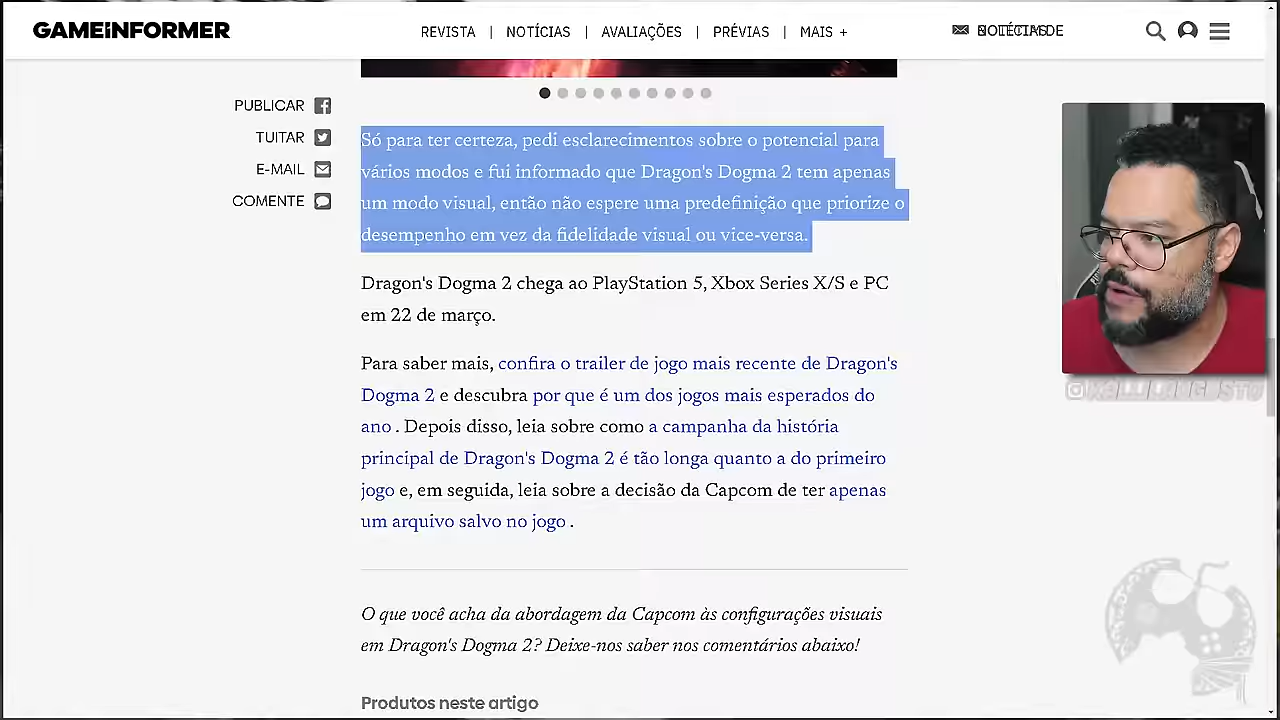 GAMEINFORMER
REVISTA | NOTÍCIAS | AVALIAÇÕES | PRÉVIAS | MAIS +
PUBLICAR
TUITAR
E-MAIL
COMENTE
Só para ter certeza, pedi esclarecimentos sobre o potencial para
vários modos e fui informado que Dragon's Dogma 2 tem apenas
um modo visual, então não espere uma predefinição que priorize o
desempenho em vez da fidelidade visual ou vice-versa.
Dragon's Dogma 2 chega ao PlayStation 5, Xbox Series X/S e PC
em 22 de março.
Para saber mais, confira o trailer de jogo mais recente de Dragon's
Dogma 2 e descubra por que é um dos jogos mais esperados do
ano . Depois disso, leia sobre como a campanha da história
principal de Dragon's Dogma 2 é tão longa quanto a do primeiro
jogo e, em seguida, leia sobre a decisão da Capcom de ter apenas
um arquivo salvo no jogo .
O que você acha da abordagem da Capcom às configurações visuais
em Dragon's Dogma 2? Deixe-nos saber nos comentários abaixo!
Produtos neste artigo